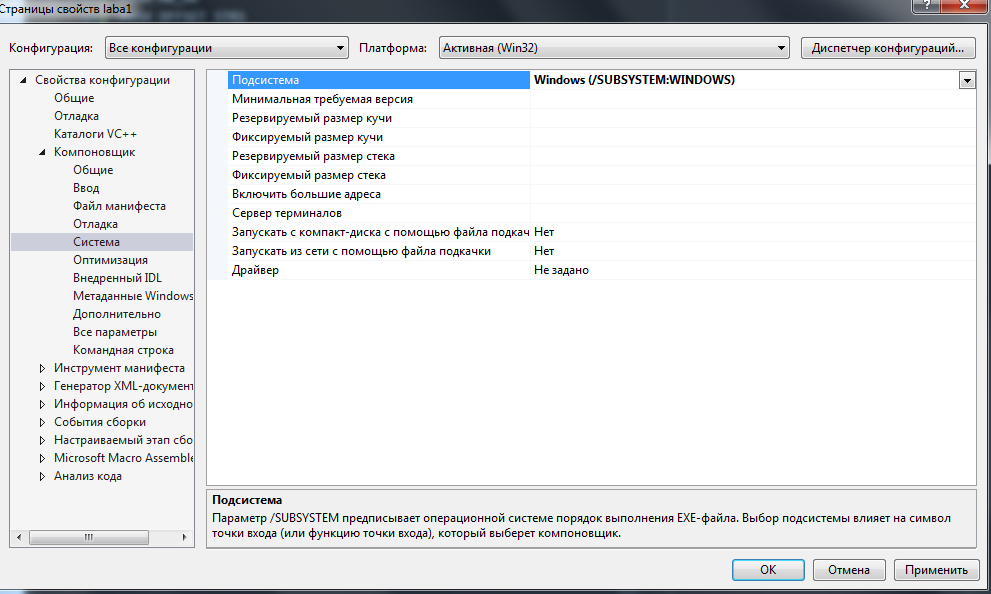 Страницы свойств laba1
Конфигурация: Все конфигурации Платформа: Активная (Win32) Диспетчер конфигураций...
Свойства конфигурации
Общие
Отладка
Каталоги VC++
Компоновщик
Общие
Ввод
Файл манифеста
Отладка
Система
Оптимизация
Внедренный IDL
Метаданные Windows
Дополнительно
Все параметры
Командная строка
Инструмент манифеста
Генератор XML-документ
Информация об исходно
События сборки
Настраиваемый этап сбо
Microsoft Macro Assemble
Анализ кода
Подсистема Windows (/SUBSYSTEM:WINDOWS)
Минимальная требуемая версия
Резервируемый размер кучи
Фиксируемый размер кучи
Резервируемый размер стека
Фиксируемый размер стека
Включить большие адреса
Сервер терминалов
Запускать с компакт-диска с помощью файла подкач Нет
Запускать из сети с помощью файла подкачки Нет
Драйвер Не задано
Подсистема
Параметр /SUBSYSTEM предписывает операционной системе порядок выполнения EXE-файла. Выбор подсистемы влияет на символ
точки входа (или функцию точки входа), который выберет компоновщик.
ОК Отмена Применить